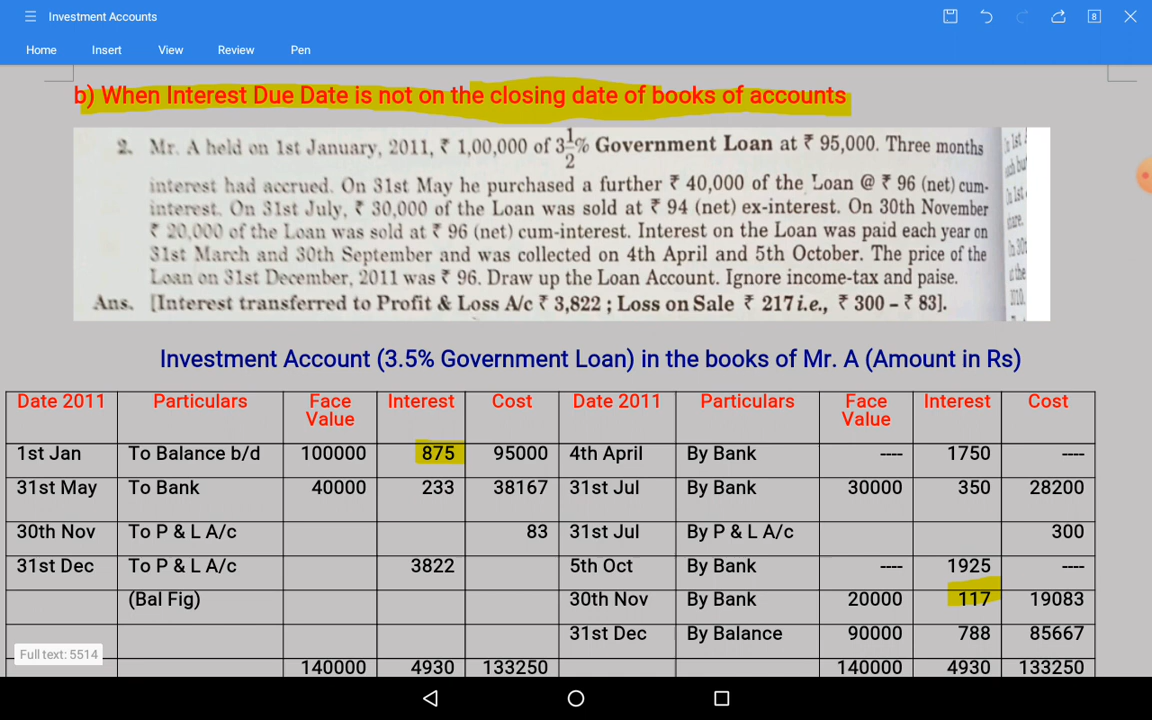 Investment Accounts
8
Home Insert View Review Pen
b) When Interest Due Date is not on the closing date of books of accounts
2. Mr. A held on 1st January, 2011, ₹ 1,00,000 of 3 1/2% Government Loan at ₹ 95,000. Three months
interest had accrued. On 31st May he purchased a further ₹ 40,000 of the Loan @ ₹ 96 (net) cum-
interest. On 31st July, ₹ 30,000 of the Loan was sold at ₹ 94 (net) ex-interest. On 30th November
₹ 20,000 of the Loan was sold at ₹ 96 (net) cum-interest. Interest on the Loan was paid each year on
31st March and 30th September and was collected on 4th April and 5th October. The price of the
Loan on 31st December, 2011 was ₹ 96. Draw up the Loan Account. Ignore income-tax and paise.
Ans. [Interest transferred to Profit & Loss A/c ₹ 3,822 ; Loss on Sale ₹ 217 i.e., ₹ 300 – ₹ 83].
Investment Account (3.5% Government Loan) in the books of Mr. A (Amount in Rs)
Date 2011 Particulars Face Value Interest Cost Date 2011 Particulars Face Value Interest Cost
1st Jan To Balance b/d 100000 875 95000 4th April By Bank ---- 1750 ----
31st May To Bank 40000 233 38167 31st Jul By Bank 30000 350 28200
30th Nov To P & L A/c 83 31st Jul By P & L A/c 300
31st Dec To P & L A/c 3822 5th Oct By Bank ---- 1925 ----
(Bal Fig) 30th Nov By Bank 20000 117 19083
31st Dec By Balance 90000 788 85667
Full text: 5514
140000 4930 133250 140000 4930 133250